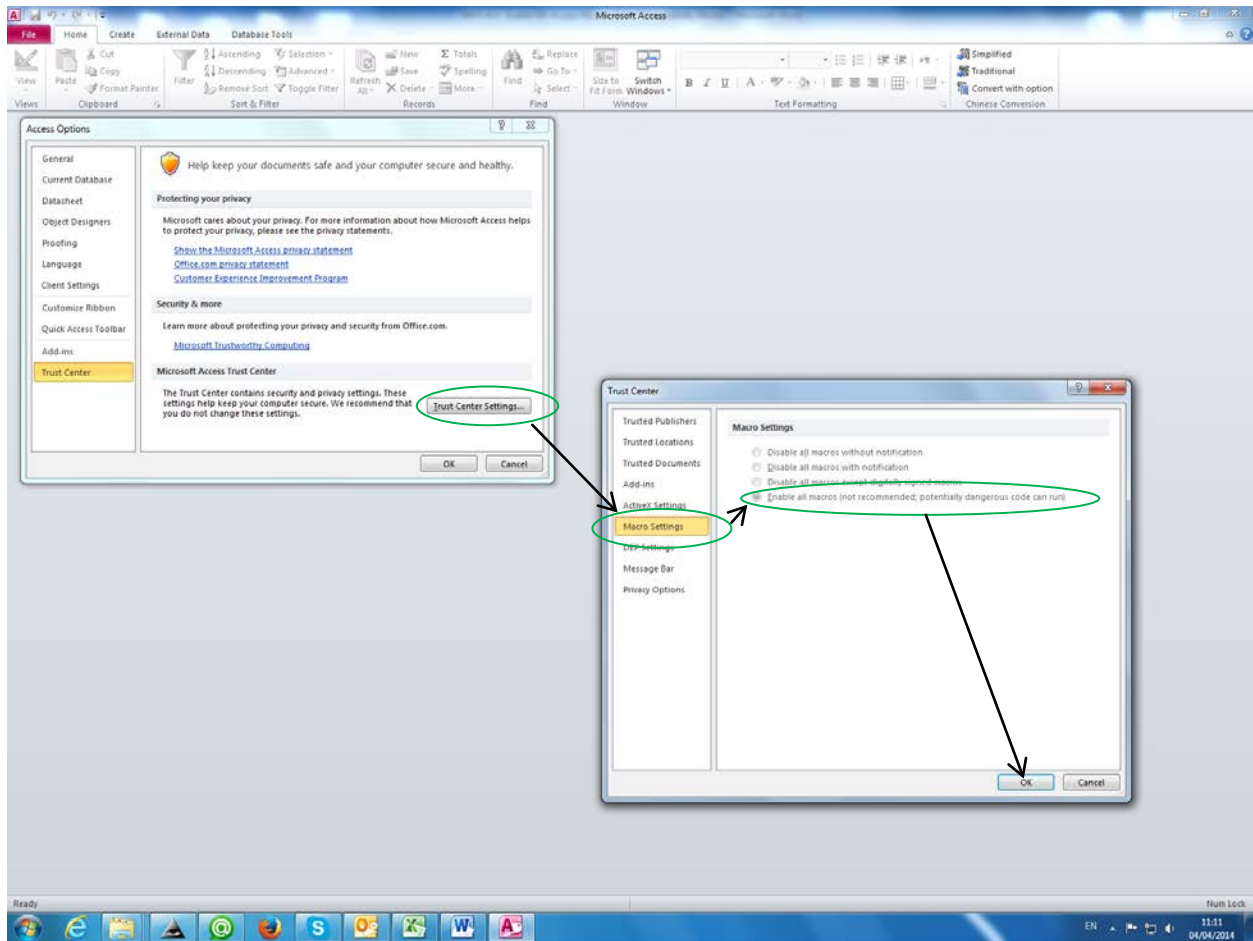 Microsoft Access
File Home Create External Data Database Tools
View Paste Cut Copy Format Painter
Filter Ascending Descending Remove Sort Selection Advanced Toggle Filter
Refresh All New Save Delete Totals Spelling More
Find Replace Go To Select
Size to Fit Form Switch Windows
B I U A
Simplified
Traditional
Convert with option
Views Clipboard Sort & Filter Records Find Window Text Formatting Chinese Conversion
Access Options
General
Current Database
Datasheet
Object Designers
Proofing
Language
Client Settings
Customize Ribbon
Quick Access Toolbar
Add-ins
Trust Center
Help keep your documents safe and your computer secure and healthy.
Protecting your privacy
Microsoft cares about your privacy. For more information about how Microsoft Access helps
to protect your privacy, please see the privacy statements.
Show the Microsoft Access privacy statement
Office.com privacy statement
Customer Experience Improvement Program
Security & more
Learn more about protecting your privacy and security from Office.com.
Microsoft Trustworthy Computing
Microsoft Access Trust Center
The Trust Center contains security and privacy settings. These
settings help keep your computer secure. We recommend that
you do not change these settings.
Trust Center Settings...
OK Cancel
Trust Center
Trusted Publishers
Trusted Locations
Trusted Documents
Add-ins
ActiveX Settings
Macro Settings
DEP Settings
Message Bar
Privacy Options
Macro Settings
Disable all macros without notification
Disable all macros with notification
Disable all macros except digitally signed macros
Enable all macros (not recommended; potentially dangerous code can run)
OK Cancel
Ready Num Lock
EN 11:11
04/04/2014